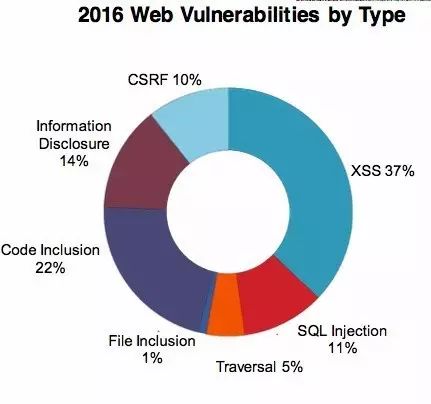 2016 Web Vulnerabilities by Type
CSRF 10%
Information
Disclosure
14%
XSS 37%
Code Inclusion
22%
File Inclusion
1%
SQL Injection
11%
Traversal 5%